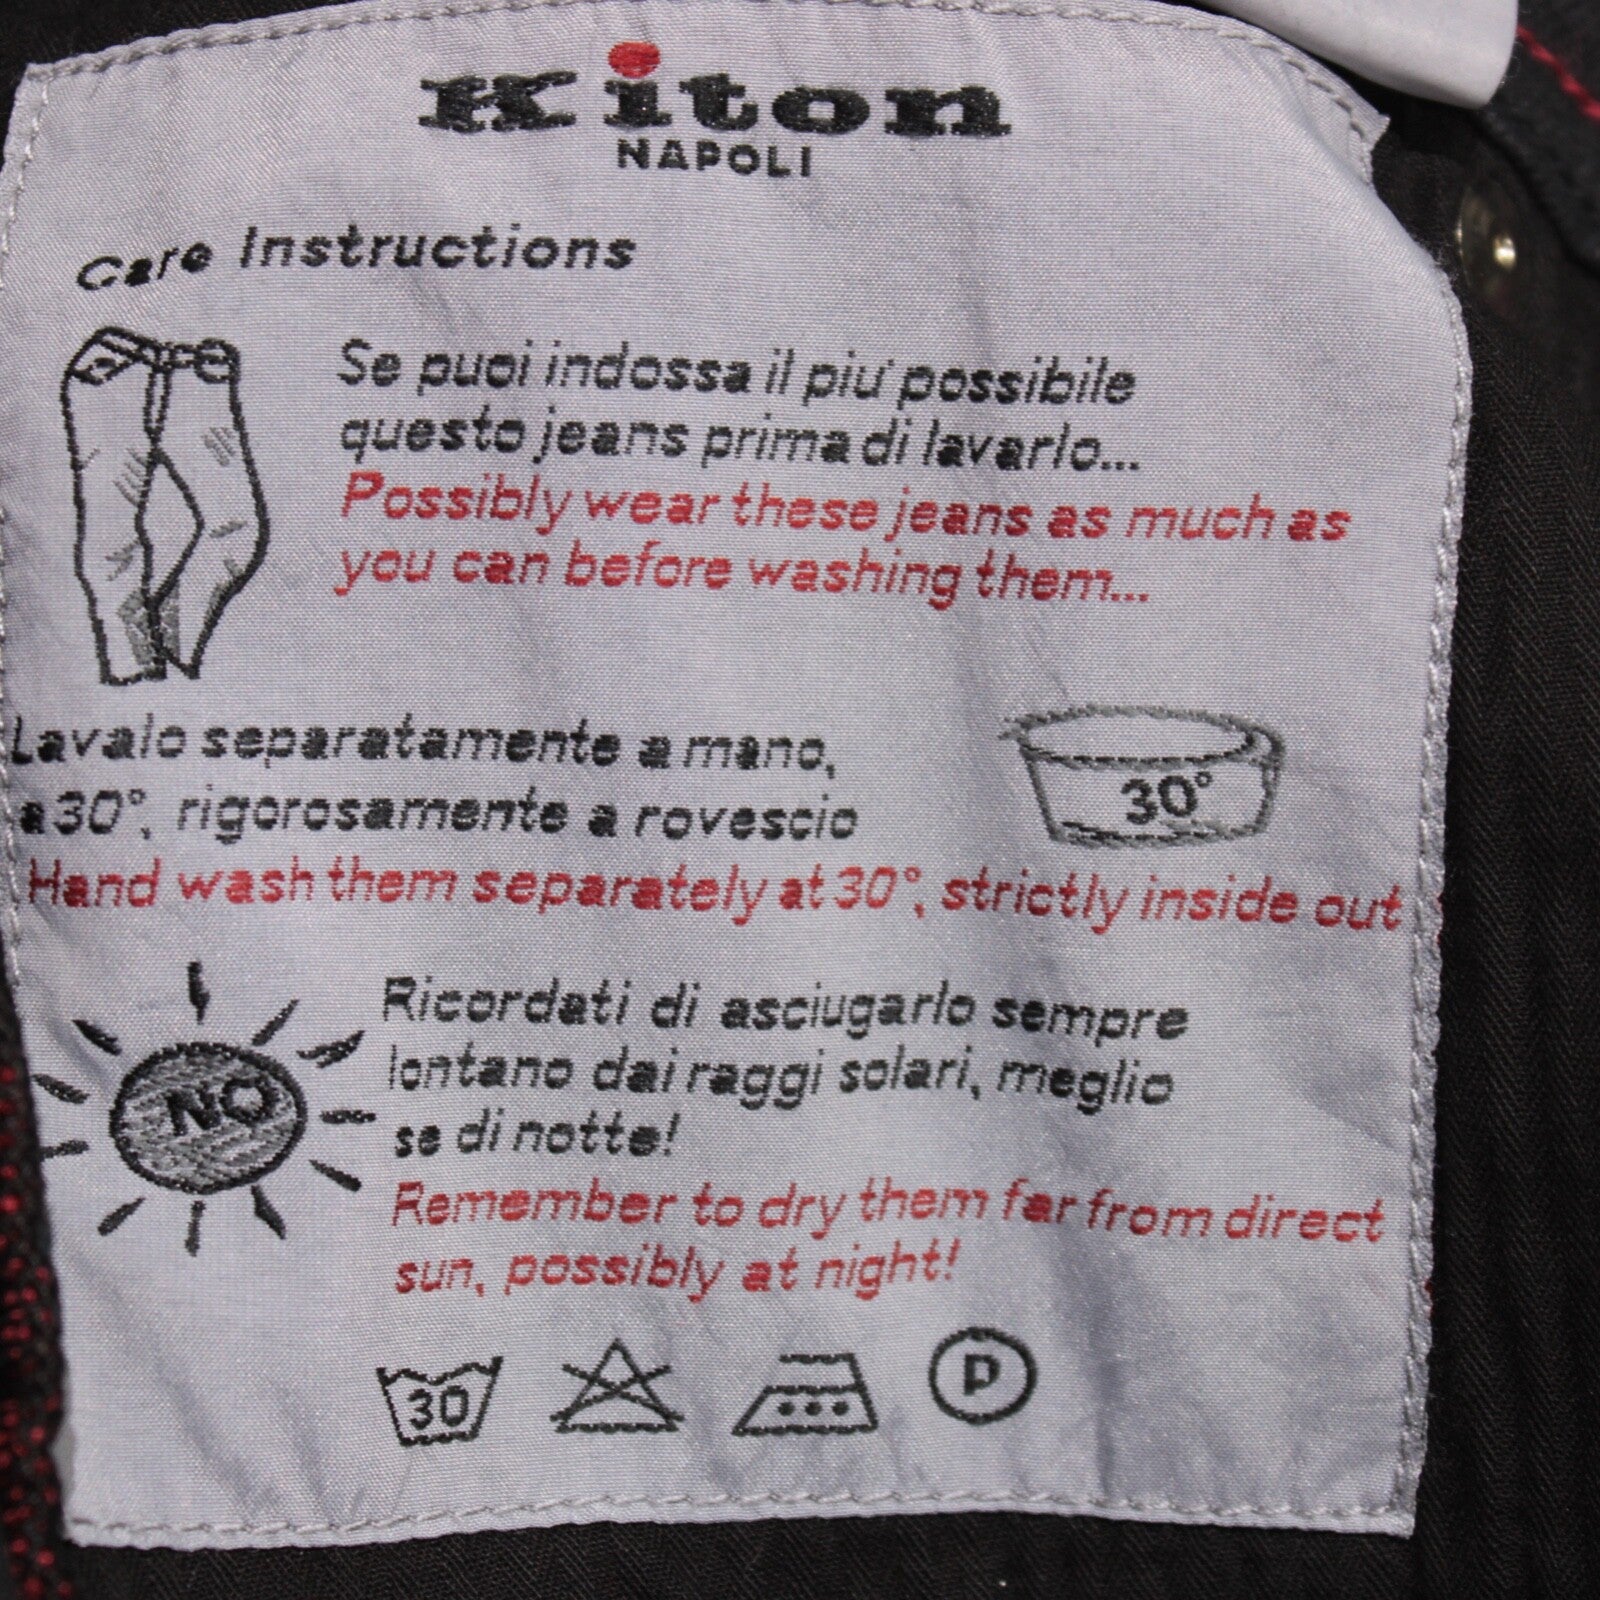 Kiton
NAPOLI
Care Instructions
Se puoi indossa il piu' possibile
questo jeans prima di lavarlo...
Possibly wear these jeans as much as
you can before washing them...
Lavalo separatamente a mano,
a 30°, rigorosamente a rovescio
30°
Hand wash them separately at 30°, strictly inside out
NO
Ricordati di asciugarlo sempre
lontano dai raggi solari, meglio
se di notte!
Remember to dry them far from direct
sun, possibly at night!
30
P